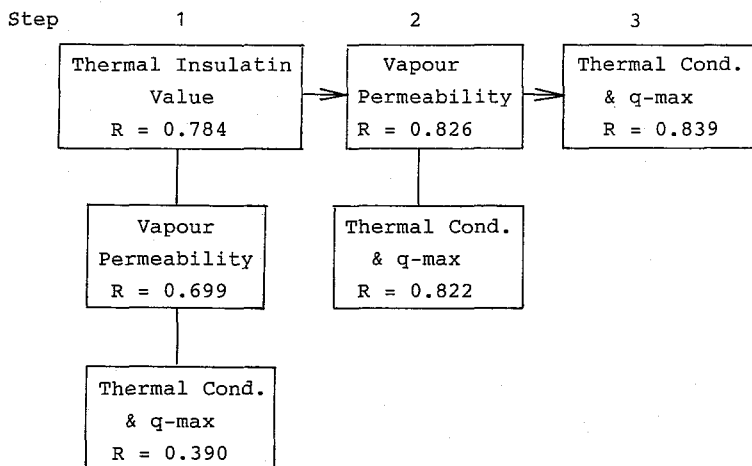 Step 1 2 3
Thermal Insulatin
Value
R = 0.784
Vapour
Permeability
R = 0.826
Thermal Cond.
& q-max
R = 0.839
Vapour
Permeability
R = 0.699
Thermal Cond.
& q-max
R = 0.822
Thermal Cond.
& q-max
R = 0.390